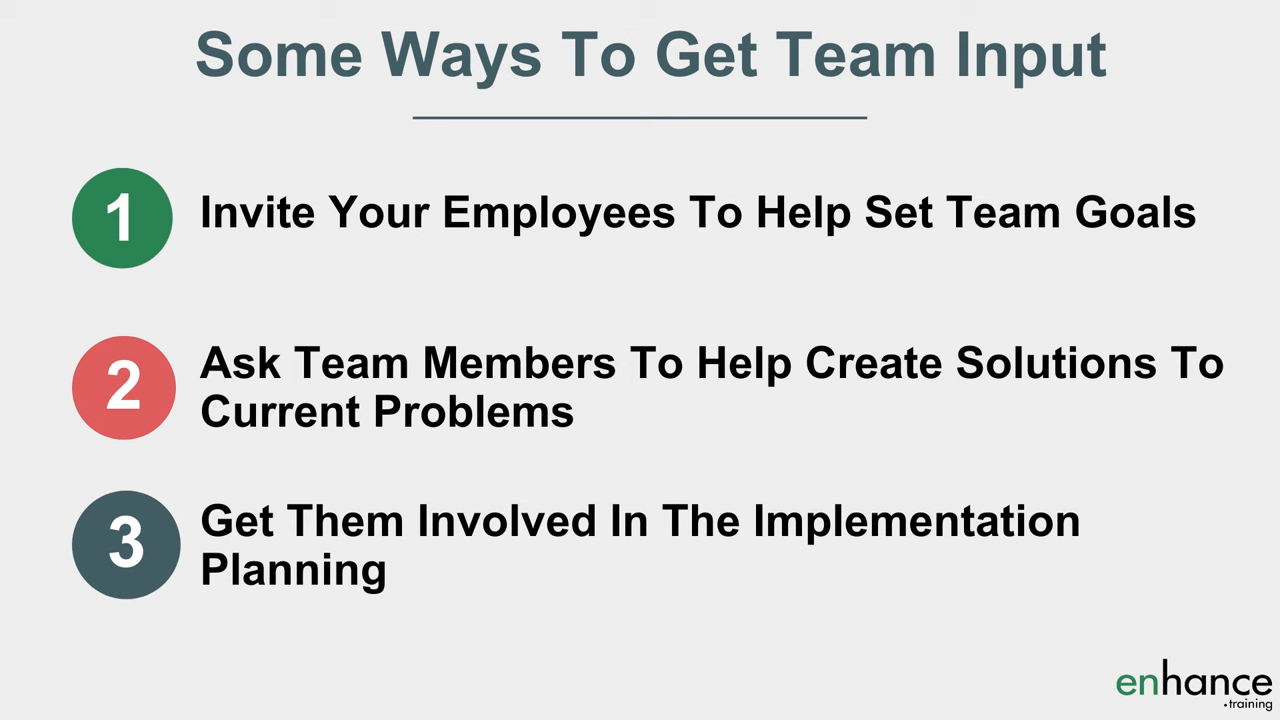 Some Ways To Get Team Input
1
Invite Your Employees To Help Set Team Goals
2
Ask Team Members To Help Create Solutions To
Current Problems
3
Get Them Involved In The Implementation
Planning
enhance
.training